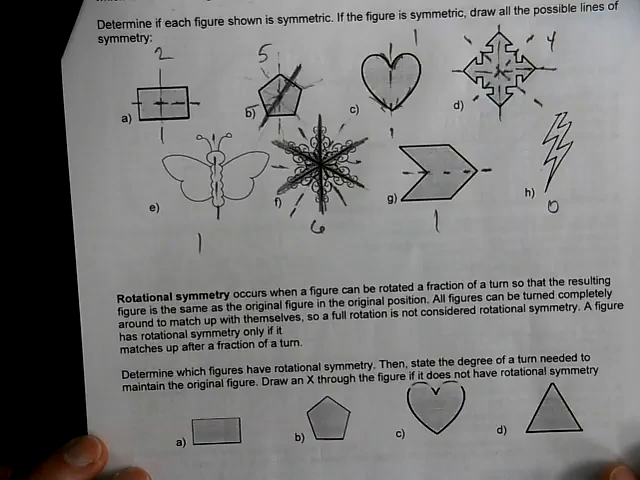 Determine if each figure shown is symmetric. If the figure is symmetric, draw all the possible lines of
symmetry:
2 5 1 4
a) b) c) d)
e) f) g) h)
1 6 1 0
Rotational symmetry occurs when a figure can be rotated a fraction of a turn so that the resulting
figure is the same as the original figure in the original position. All figures can be turned completely
around to match up with themselves, so a full rotation is not considered rotational symmetry. A figure
has rotational symmetry only if it
matches up after a fraction of a turn.
Determine which figures have rotational symmetry. Then, state the degree of a turn needed to
maintain the original figure. Draw an X through the figure if it does not have rotational symmetry
a) b) c) d)